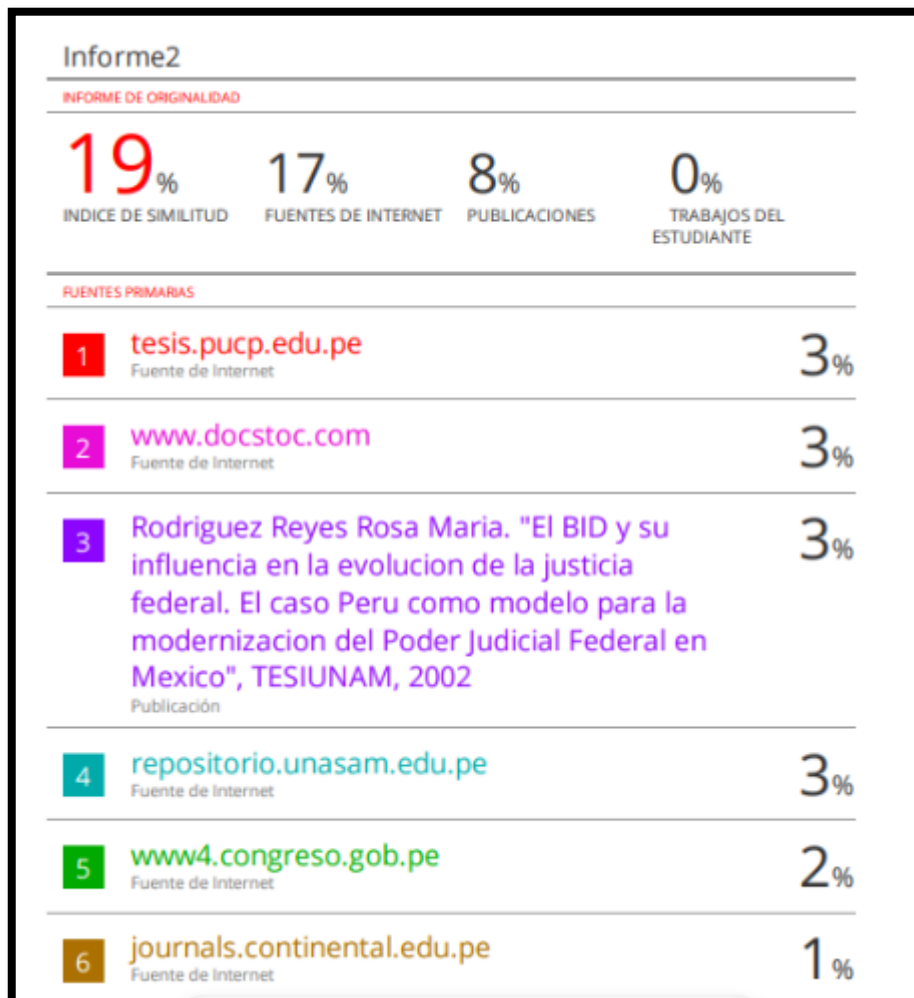 Informe2
INFORME DE ORIGINALIDAD
19% 17% 8% 0%
INDICE DE SIMILITUD FUENTES DE INTERNET PUBLICACIONES TRABAJOS DEL
ESTUDIANTE
FUENTES PRIMARIAS
1 tesis.pucp.edu.pe 3%
Fuente de Internet
2 www.docstoc.com 3%
Fuente de Internet
3 Rodriguez Reyes Rosa Maria. "El BID y su 3%
influencia en la evolucion de la justicia
federal. El caso Peru como modelo para la
modernizacion del Poder Judicial Federal en
Mexico", TESIUNAM, 2002
Publicación
4 repositorio.unasam.edu.pe 3%
Fuente de Internet
5 www4.congreso.gob.pe 2%
Fuente de Internet
6 journals.continental.edu.pe 1%
Fuente de Internet